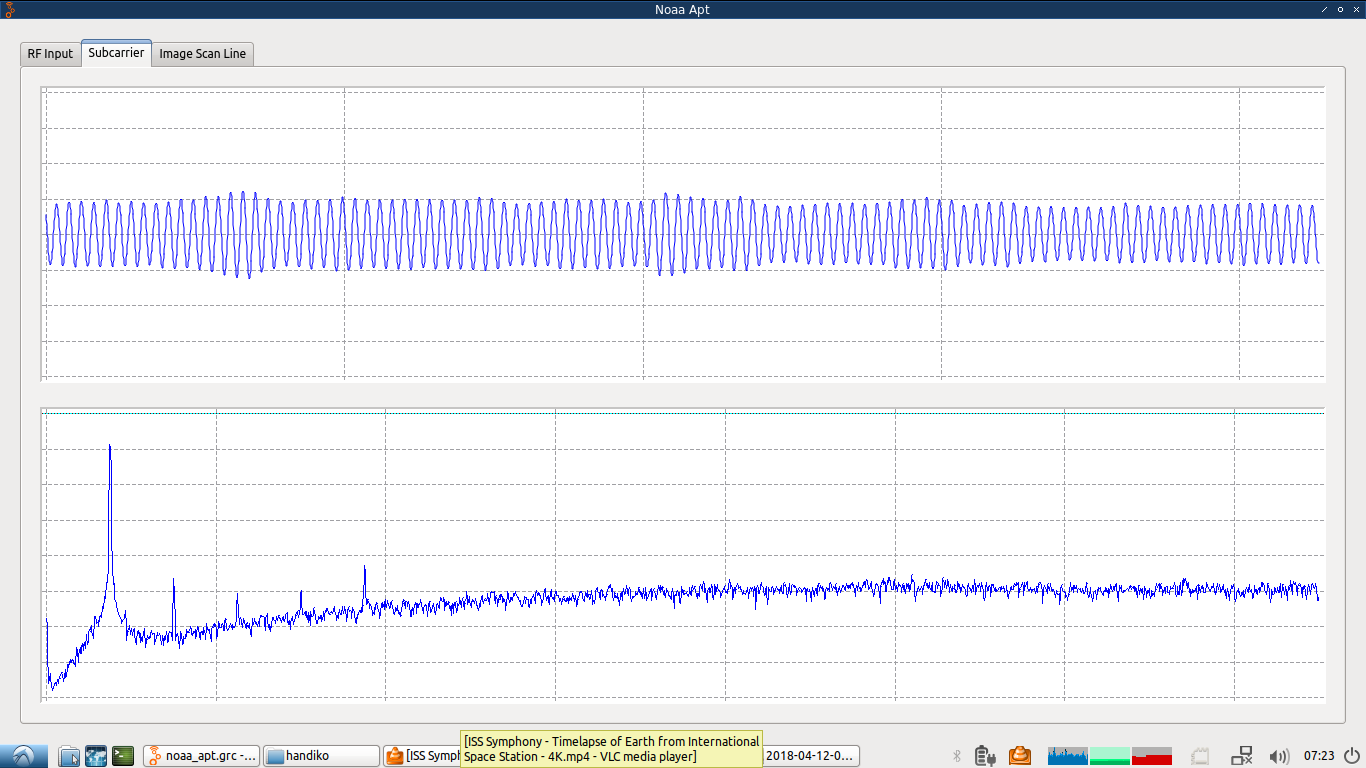 Noaa Apt
RF Input
Subcarrier
Image Scan Line
[ISS Symphony - Timelapse of Earth from International
Space Station - 4K.mp4 - VLC media player]
noaa_apt.grc -...
handiko
[ISS Symph
2018-04-12-0...
07:23